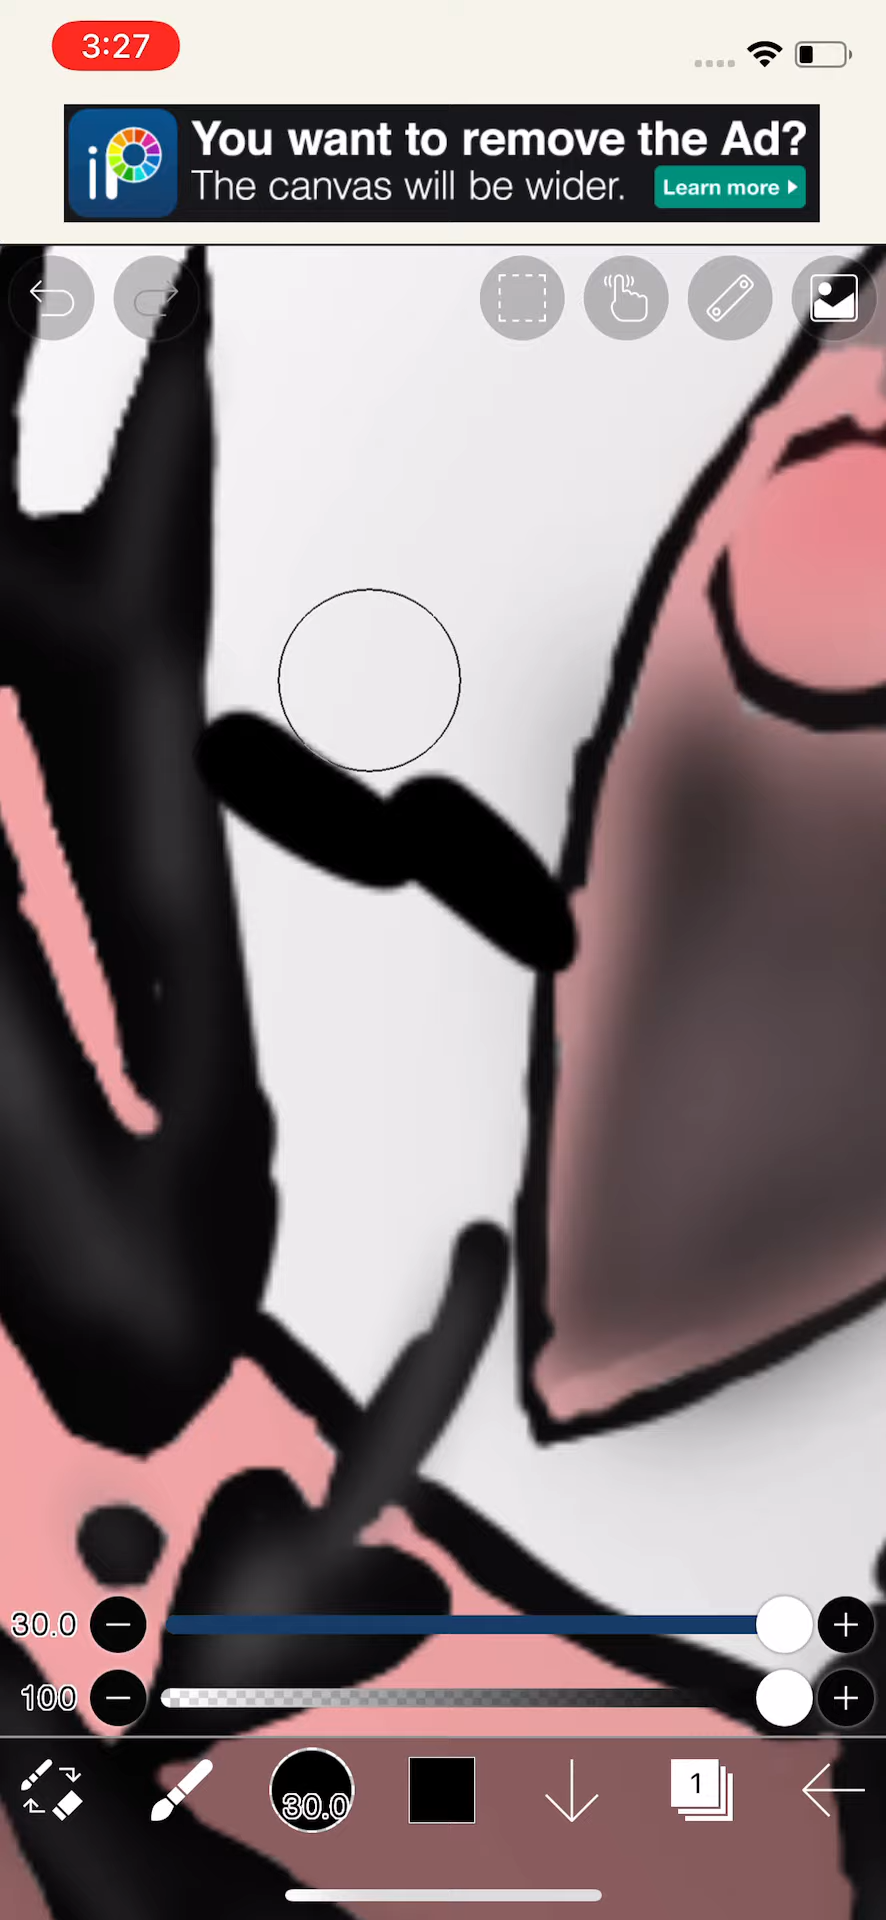 3:27
iP
You want to remove the Ad?
The canvas will be wider.
Learn more
30.0
100
30.0
1